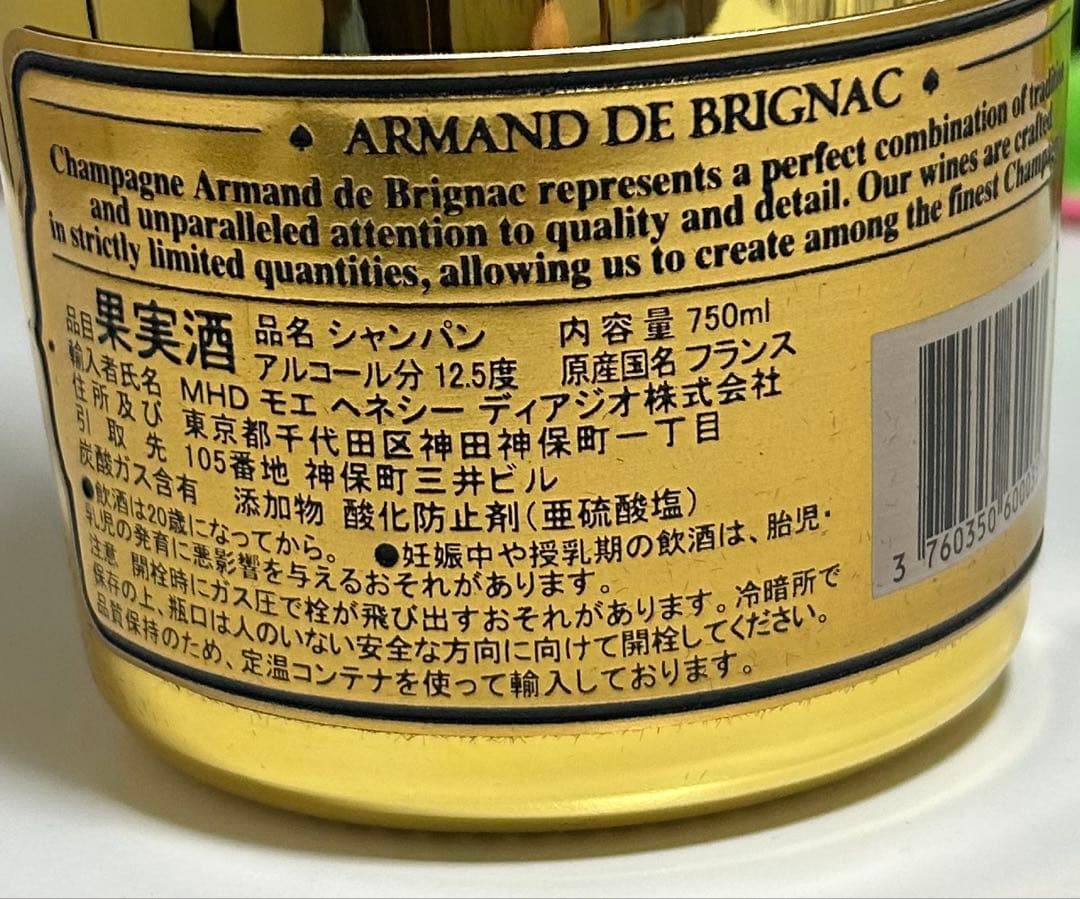 ♠ ARMAND DE BRIGNAC ♠
Champagne Armand de Brignac represents a perfect combination of
and unparalleled attention to quality and detail. Our wines are crafted
in strictly limited quantities, allowing us to create among the finest
品目 果実酒 品名 シャンパン 内容量 750ml
アルコール分 12.5度 原産国名 フランス
輸入者氏名 MHD モエ ヘネシー ディアジオ株式会社
住所及び 東京都千代田区神田神保町一丁目
引取先 105番地 神保町三井ビル
炭酸ガス含有 添加物 酸化防止剤(亜硫酸塩)
●飲酒は20歳になってから。 ●妊娠中や授乳期の飲酒は、胎児・
乳児の発育に悪影響を与えるおそれがあります。
注意 開栓時にガス圧で栓が飛び出すおそれがあります。冷暗所で
保存の上、瓶口は人のいない安全な方向に向けて開栓してください。
品質保持のため、定温コンテナを使って輸入しております。
3 760350